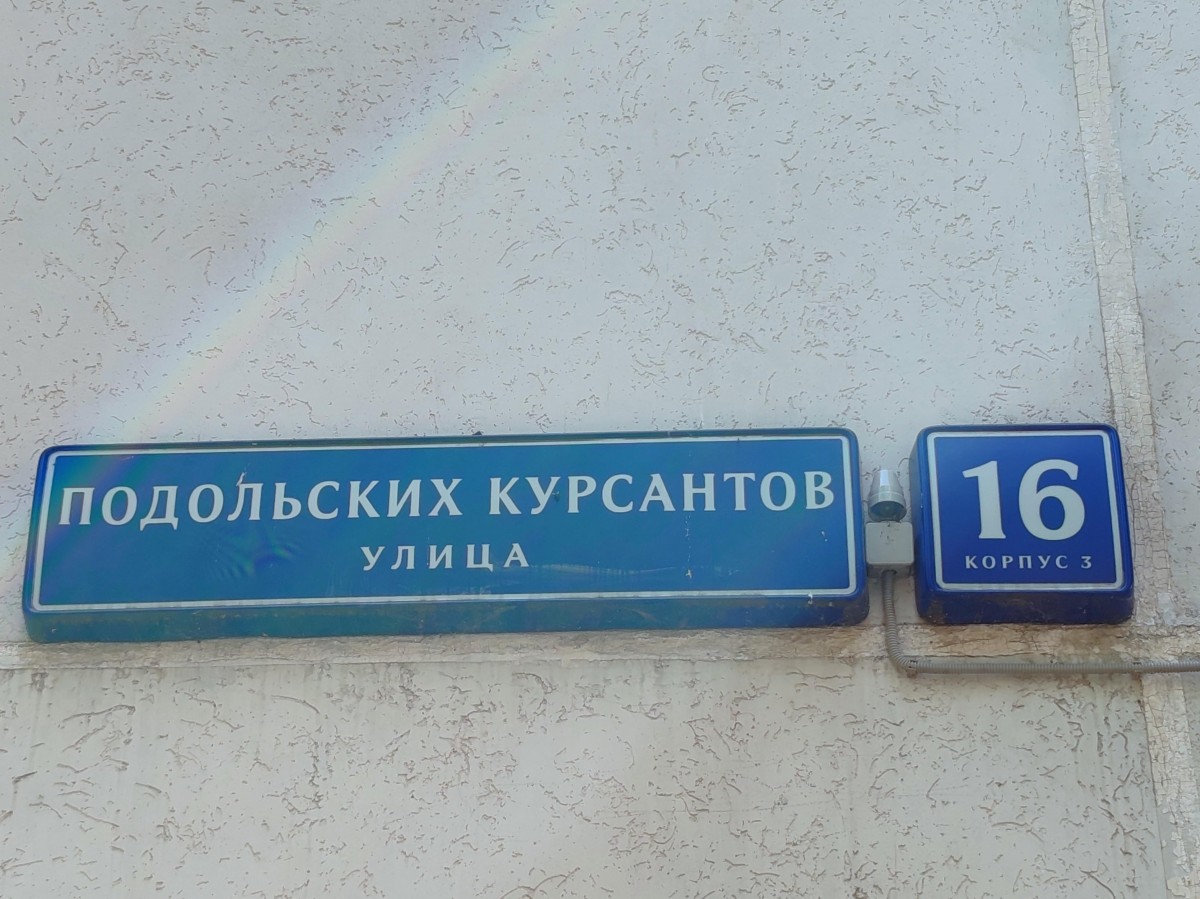 ПОДОЛЬСКИХ КУРСАНТОВ
УЛИЦА
16
КОРПУС 3